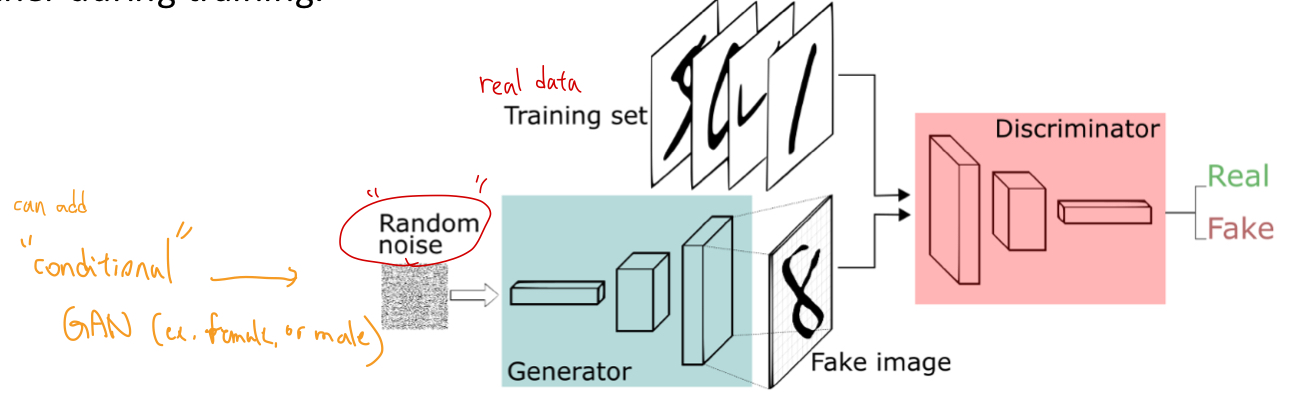 during training.
real data
Training set
Discriminator
Real
Fake
can add
"conditional"
GAN (ex. female, or male)
" "
Random
noise
Generator
Fake image
8